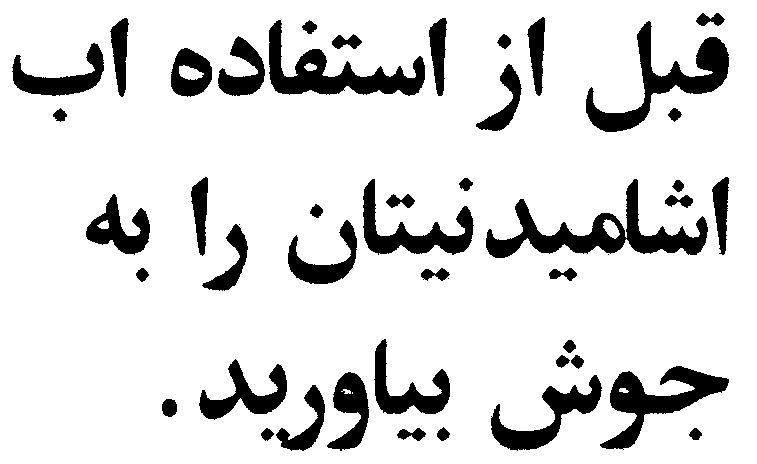 قبل از استفاده اب
اشامیدنیتان را به
جوش بیاورید.